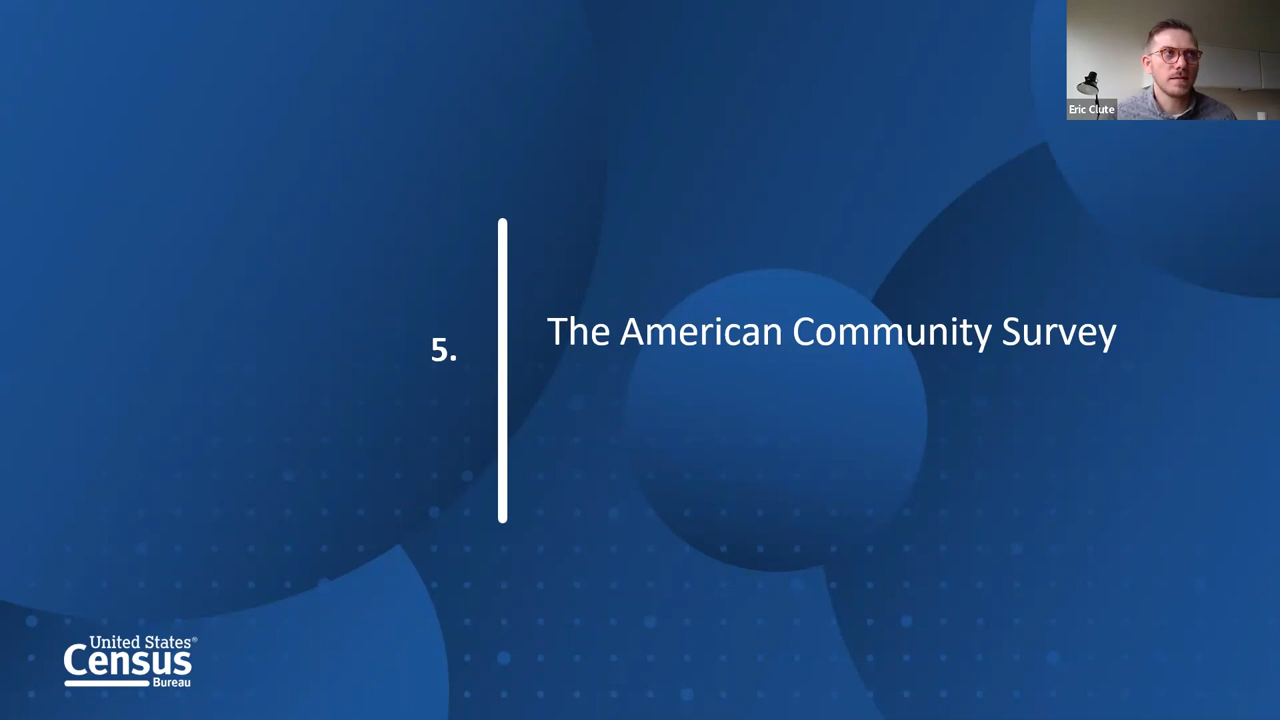 Eric Clute
5.
The American Community Survey
United States®
Census
Bureau